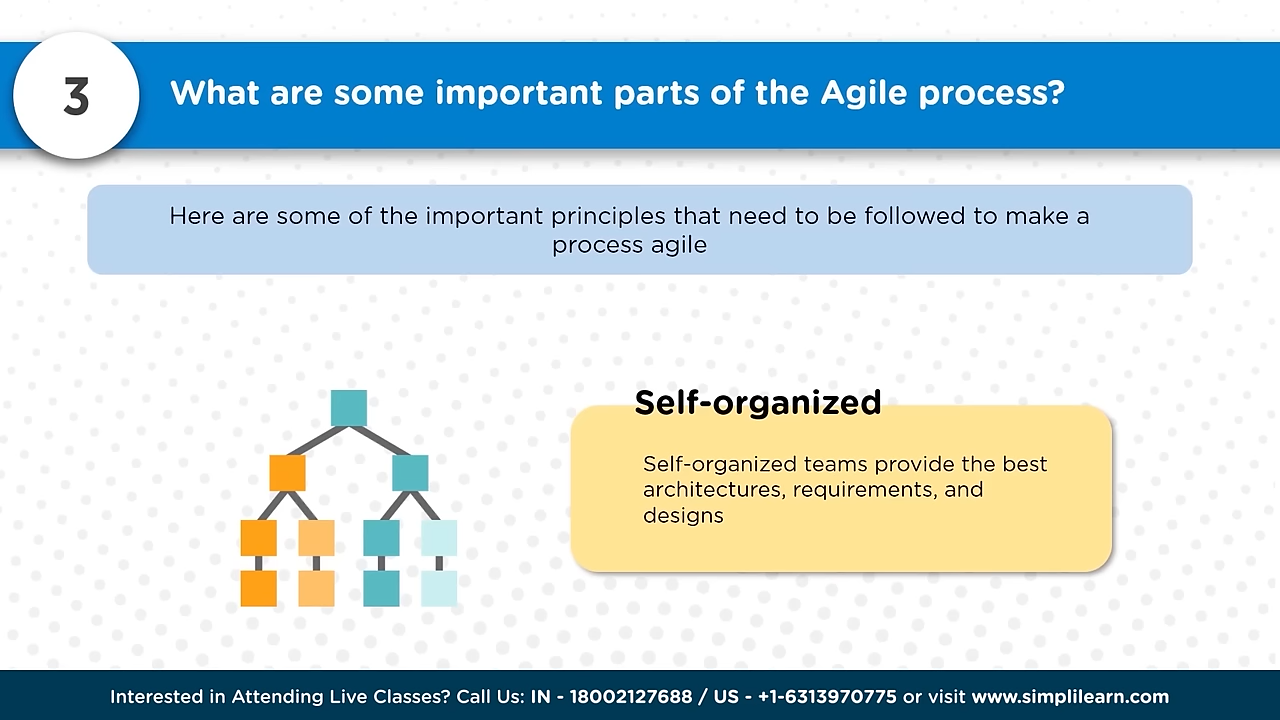 3
What are some important parts of the Agile process?
Here are some of the important principles that need to be followed to make a
process agile
Self-organized
Self-organized teams provide the best
architectures, requirements, and
designs
Interested in Attending Live Classes? Call Us: IN - 18002127688 / US - +1-6313970775 or visit www.simplilearn.com